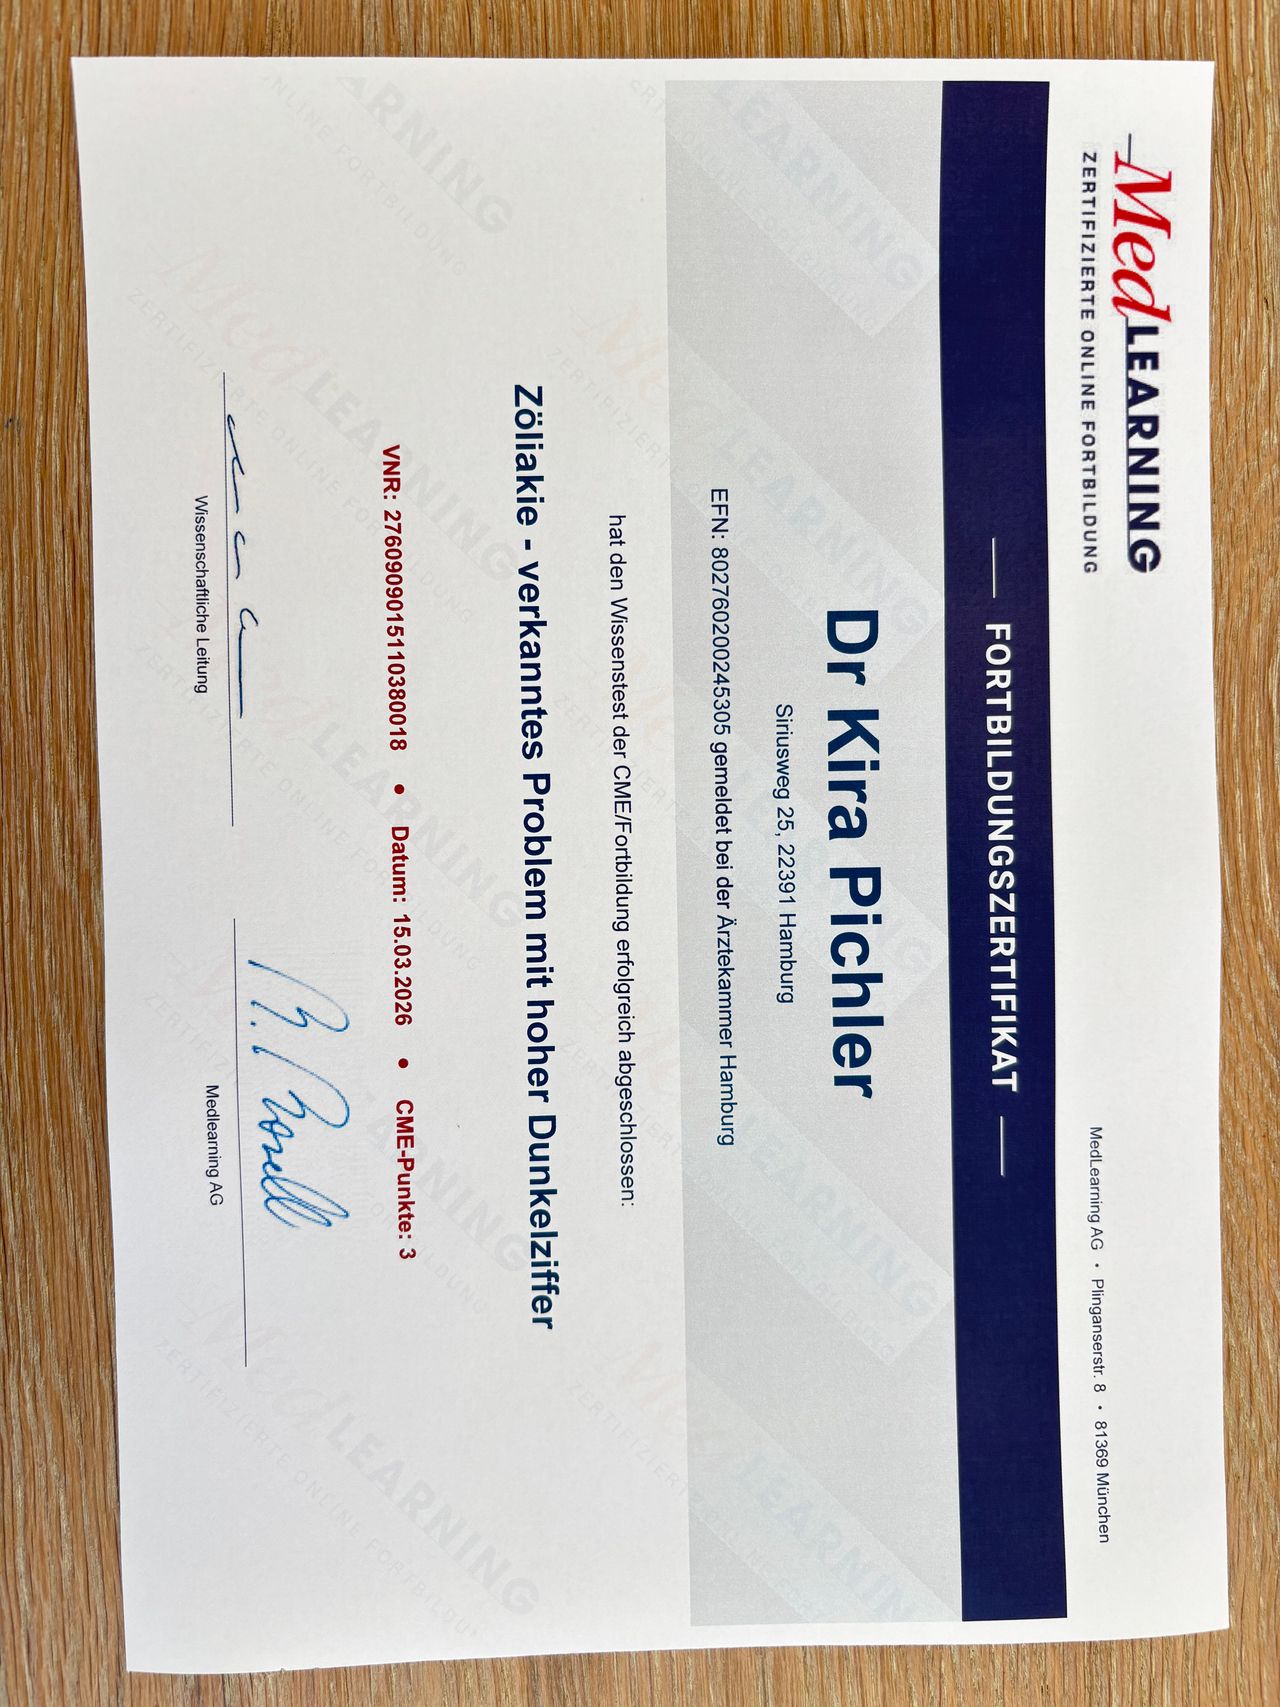 MedLEARNING
ZERTIFIZIERTE ONLINE FORTBILDUNG
MedLearning AG • Plinganserstr. 8 • 81369 München
FORTBILDUNGSZERTIFIKAT
Dr Kira Pichler
Siriusweg 25, 22391 Hamburg
EFN: 802760200245305 gemeldet bei der Ärztekammer Hamburg
hat den Wissenstest der CME/Fortbildung erfolgreich abgeschlossen:
Zöliakie - verkanntes Problem mit hoher Dunkelziffer
VNR: 2760909015110380018 • Datum: 15.03.2026 • CME-Punkte: 3
Wissenschaftliche Leitung
Medlearning AG